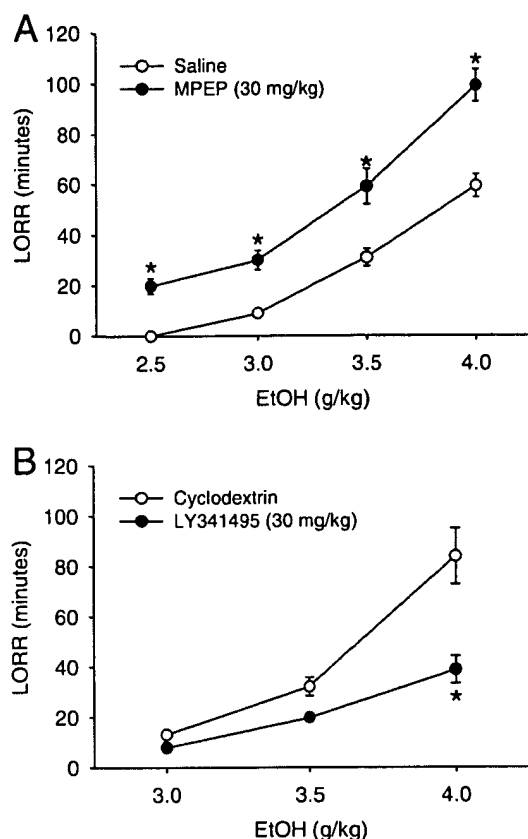 A
120
100
80
60
40
20
0
LORR (minutes)
Saline
MPEP (30 mg/kg)
*
*
*
*
2.5 3.0 3.5 4.0
EtOH (g/kg)
B
120
100
80
60
40
20
0
LORR (minutes)
Cyclodextrin
LY341495 (30 mg/kg)
*
3.0 3.5 4.0
EtOH (g/kg)